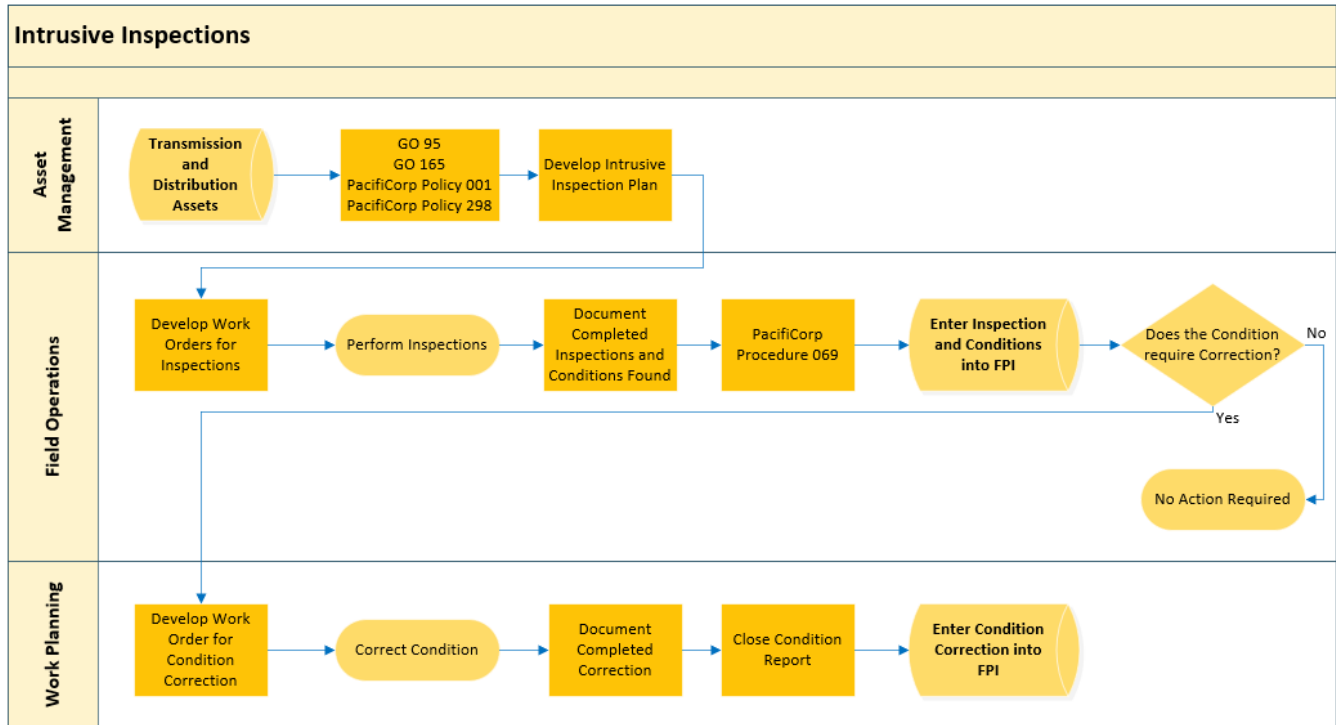 Intrusive Inspections
Asset
Management
Transmission
and
Distribution
Assets
GO 95
GO 165
PacifiCorp Policy 001
PacifiCorp Policy 298
Develop Intrusive
Inspection Plan
Field Operations
Develop Work
Orders for
Inspections
Perform Inspections
Document
Completed
Inspections and
Conditions Found
PacifiCorp
Procedure 069
Enter Inspection
and Conditions
into FPI
Does the Condition
require Correction?
No
Yes
No Action Required
Work Planning
Develop Work
Order for
Condition
Correction
Correct Condition
Document
Completed
Correction
Close Condition
Report
Enter Condition
Correction into
FPI